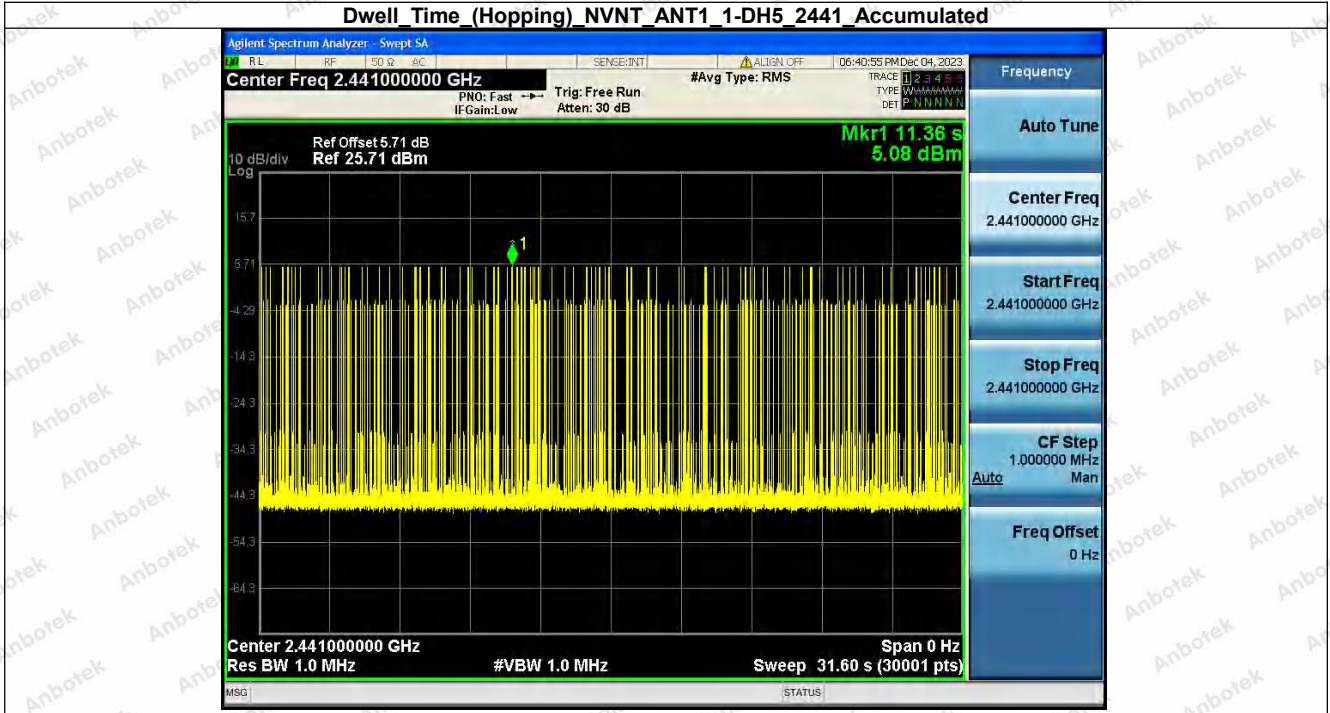 Dwell_Time_(Hopping)_NVNT_ANT1_1-DH5_2441_Accumulated
Agilent Spectrum Analyzer - Swept SA
RL RF 50 Ω AC SENSE:INT ALIGN OFF 06:40:55 PM Dec 04, 2023
Center Freq 2.441000000 GHz
#Avg Type: RMS
TRACE 1 2 3 4 5 6
PNO: Fast Trig: Free Run
TYPE WWWWWW
IFGain:Low Atten: 30 dB
DET P N N N N N
Frequency
Auto Tune
Ref Offset 5.71 dB
Mkr1 11.36 s
10 dB/div Ref 25.71 dBm
5.08 dBm
Log
Center Freq
2.441000000 GHz
15.7
1
5.71
Start Freq
2.441000000 GHz
-4.29
-14.3
Stop Freq
2.441000000 GHz
-24.3
-34.3
CF Step
1.000000 MHz
Auto Man
-44.3
-54.3
Freq Offset
0 Hz
-64.3
Center 2.441000000 GHz Span 0 Hz
Res BW 1.0 MHz #VBW 1.0 MHz Sweep 31.60 s (30001 pts)
MSG STATUS
Anbotek